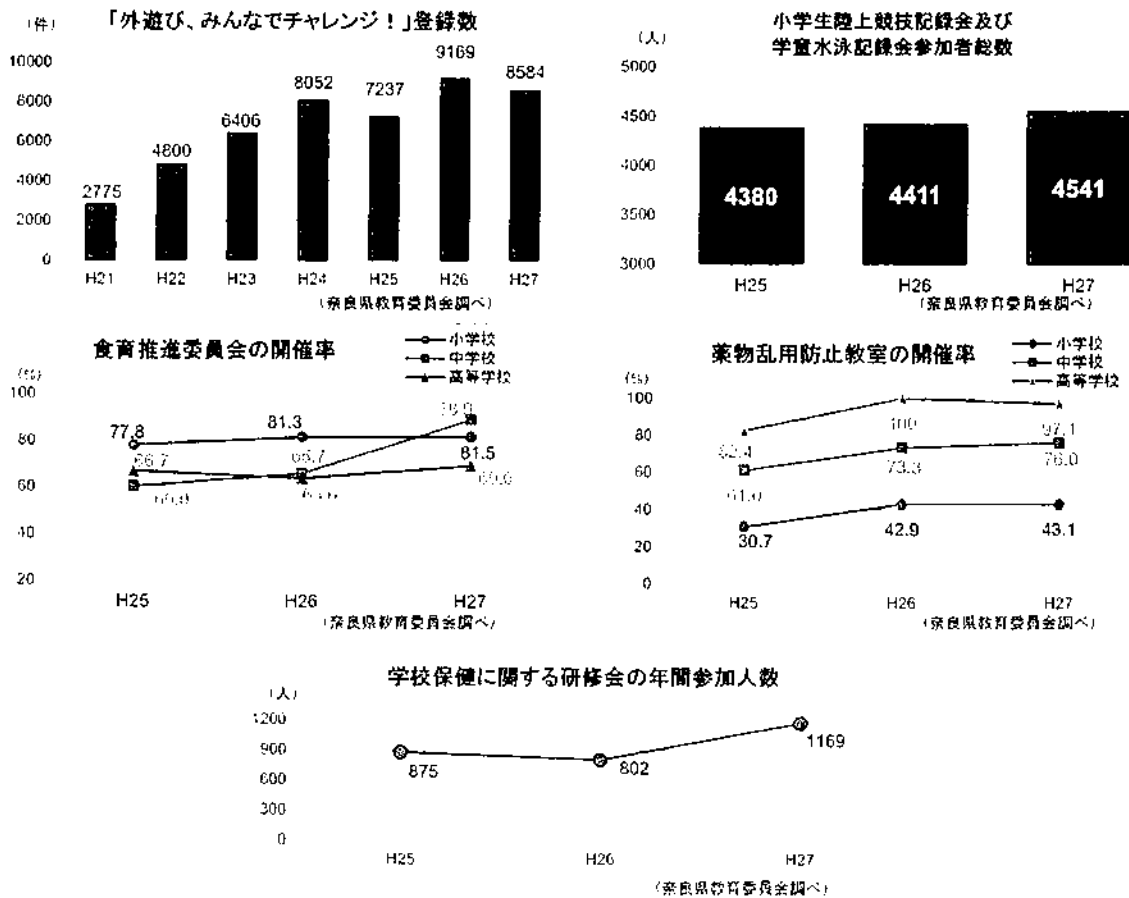 「外遊び、みんなでチャレンジ！」登録数
（件）
10000
8000
6000
4000
2000
0
2775
4800
6406
8052
7237
9169
8584
H21
H22
H23
H24
H25
H26
H27
（奈良県教育委員会調べ）
小学生陸上競技記録会及び
学童水泳記録会参加者総数
（人）
5000
4500
4000
3500
3000
4380
4411
4541
H25
H26
H27
（奈良県教育委員会調べ）
食育推進委員会の開催率
小学校
中学校
高等学校
（%）
100
80
60
40
20
77.8
81.3
81.5
66.7
H25
H26
H27
（奈良県教育委員会調べ）
薬物乱用防止教室の開催率
小学校
中学校
高等学校
（%）
100
80
60
40
20
0
82.4
100
97.1
61.0
73.3
76.0
30.7
42.9
43.1
H25
H26
H27
（奈良県教育委員会調べ）
学校保健に関する研修会の年間参加人数
（人）
1200
900
600
300
0
875
802
1169
H25
H26
H27
（奈良県教育委員会調べ）